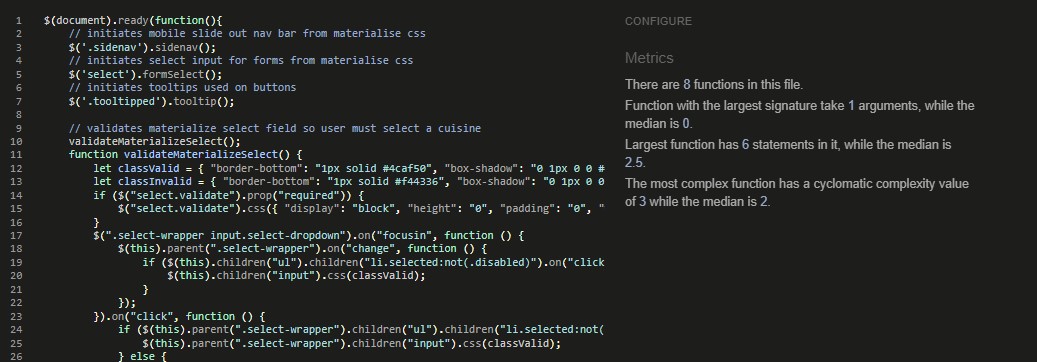 1 $(document).ready(function(){
2 // initiates mobile slide out nav bar from materialise css
3 $('.sidenav').sidenav();
4 // initiates select input for forms from materialise css
5 $('select').formSelect();
6 // initiates tooltips used on buttons
7 $('.tooltipped').tooltip();
8
9 // validates materialize select field so user must select a cuisine
10 validateMaterializeSelect();
11 function validateMaterializeSelect() {
12 let classValid = { "border-bottom": "1px solid #4caf50", "box-shadow": "0 1px 0 0 #
13 let classInvalid = { "border-bottom": "1px solid #f44336", "box-shadow": "0 1px 0 0
14 if ($("select.validate").prop("required")) {
15 $("select.validate").css({ "display": "block", "height": "0", "padding": "0", "
16 }
17 $(".select-wrapper input.select-dropdown").on("focusin", function () {
18 $(this).parent(".select-wrapper").on("change", function () {
19 if ($(this).children("ul").children("li.selected:not(.disabled)").on("click
20 $(this).children("input").css(classValid);
21 }
22 });
23 }).on("click", function () {
24 if ($(this).parent(".select-wrapper").children("ul").children("li.selected:not(
25 $(this).parent(".select-wrapper").children("input").css(classValid);
26 } else {
CONFIGURE
Metrics
There are 8 functions in this file.
Function with the largest signature take 1 arguments, while the
median is 0.
Largest function has 6 statements in it, while the median is
2.5.
The most complex function has a cyclomatic complexity value
of 3 while the median is 2.